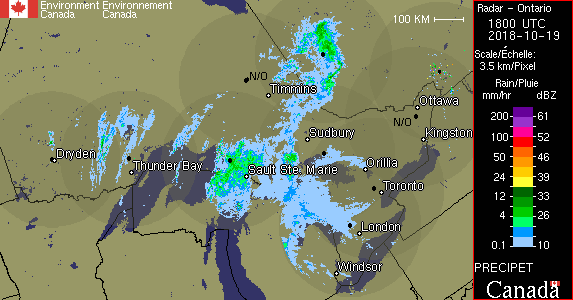 Environment Environnement
Canada Canada
100 KM
N/O
Timmins
Ottawa
N/O
Kingston
Sudbury
Dryden
Thunder Bay
Sault Ste. Marie
Orillia
Toronto
London
Windsor
Radar - Ontario
1800 UTC
2018-10-19
Scale/Échelle:
3.5 km/Pixel
Rain/Pluie
mm/hr dBZ
200 61
100 52
50 46
24 39
12 33
4 26
0.1 10
PRECIPET
Canada